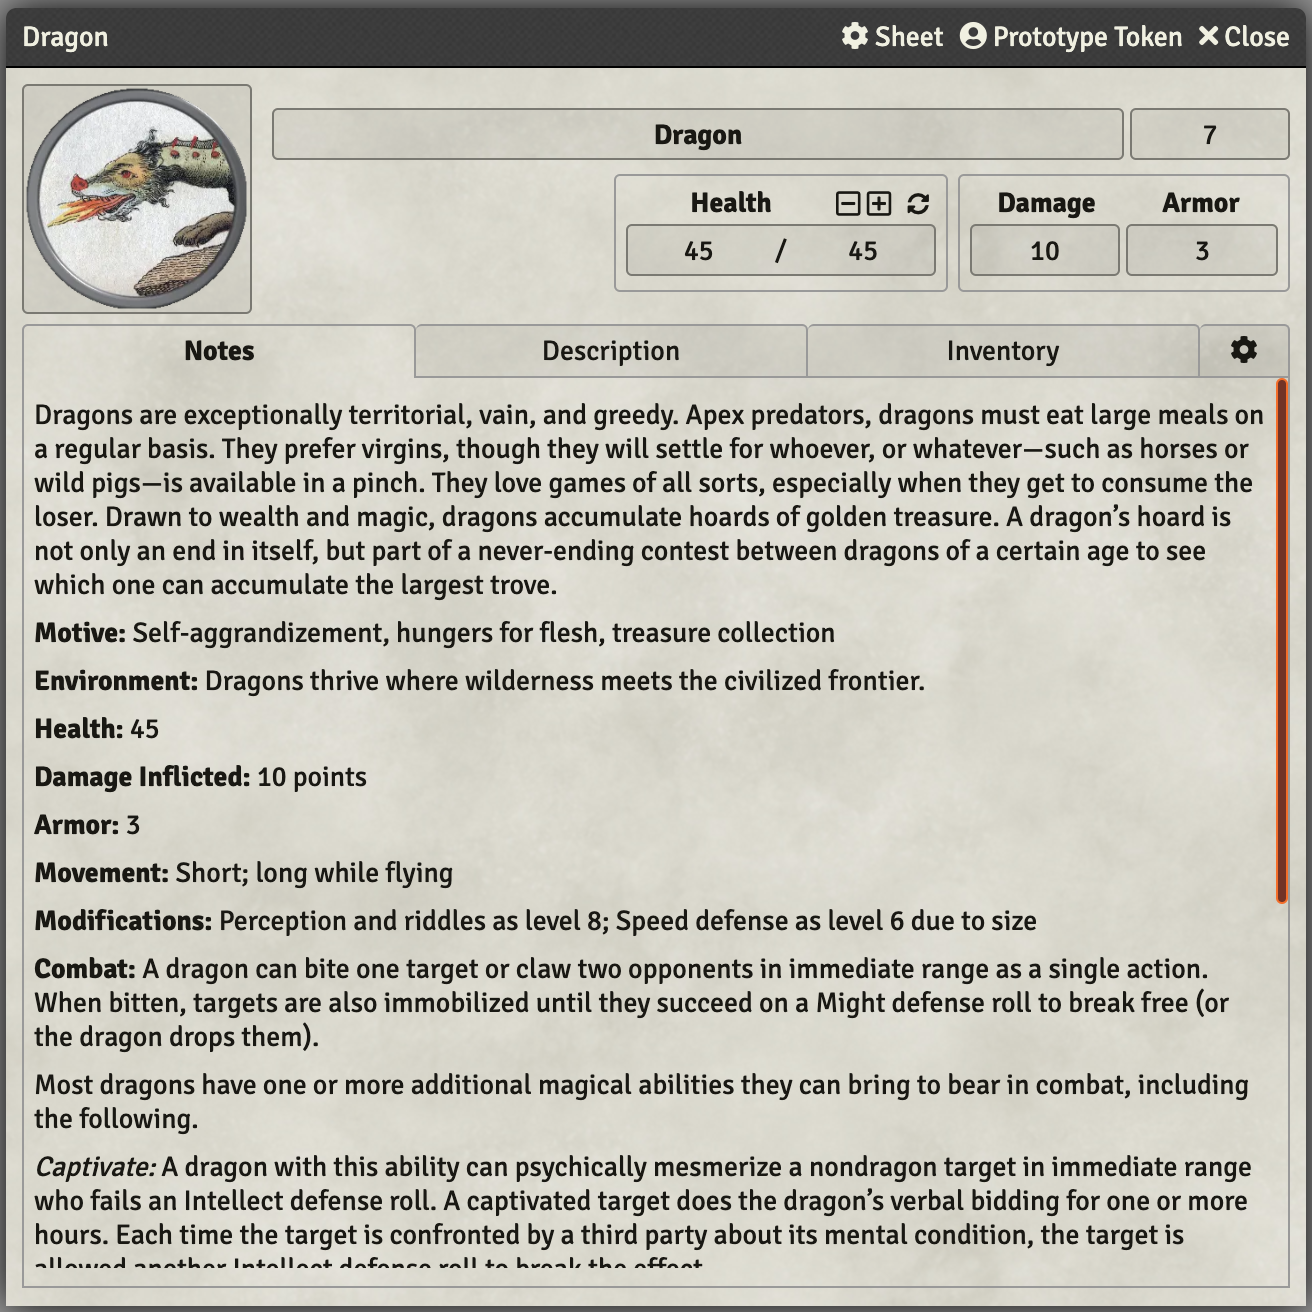 Dragon
Sheet
Prototype Token
Close
Dragon
7
Health
45 / 45
Damage
Armor
10
3
Notes
Description
Inventory
Dragons are exceptionally territorial, vain, and greedy. Apex predators, dragons must eat large meals on
a regular basis. They prefer virgins, though they will settle for whoever, or whatever—such as horses or
wild pigs—is available in a pinch. They love games of all sorts, especially when they get to consume the
loser. Drawn to wealth and magic, dragons accumulate hoards of golden treasure. A dragon’s hoard is
not only an end in itself, but part of a never-ending contest between dragons of a certain age to see
which one can accumulate the largest trove.
Motive: Self-aggrandizement, hungers for flesh, treasure collection
Environment: Dragons thrive where wilderness meets the civilized frontier.
Health: 45
Damage Inflicted: 10 points
Armor: 3
Movement: Short; long while flying
Modifications: Perception and riddles as level 8; Speed defense as level 6 due to size
Combat: A dragon can bite one target or claw two opponents in immediate range as a single action.
When bitten, targets are also immobilized until they succeed on a Might defense roll to break free (or
the dragon drops them).
Most dragons have one or more additional magical abilities they can bring to bear in combat, including
the following.
Captivate: A dragon with this ability can psychically mesmerize a nondragon target in immediate range
who fails an Intellect defense roll. A captivated target does the dragon’s verbal bidding for one or more
hours. Each time the target is confronted by a third party about its mental condition, the target is
allowed another Intellect defense roll to break the effect.